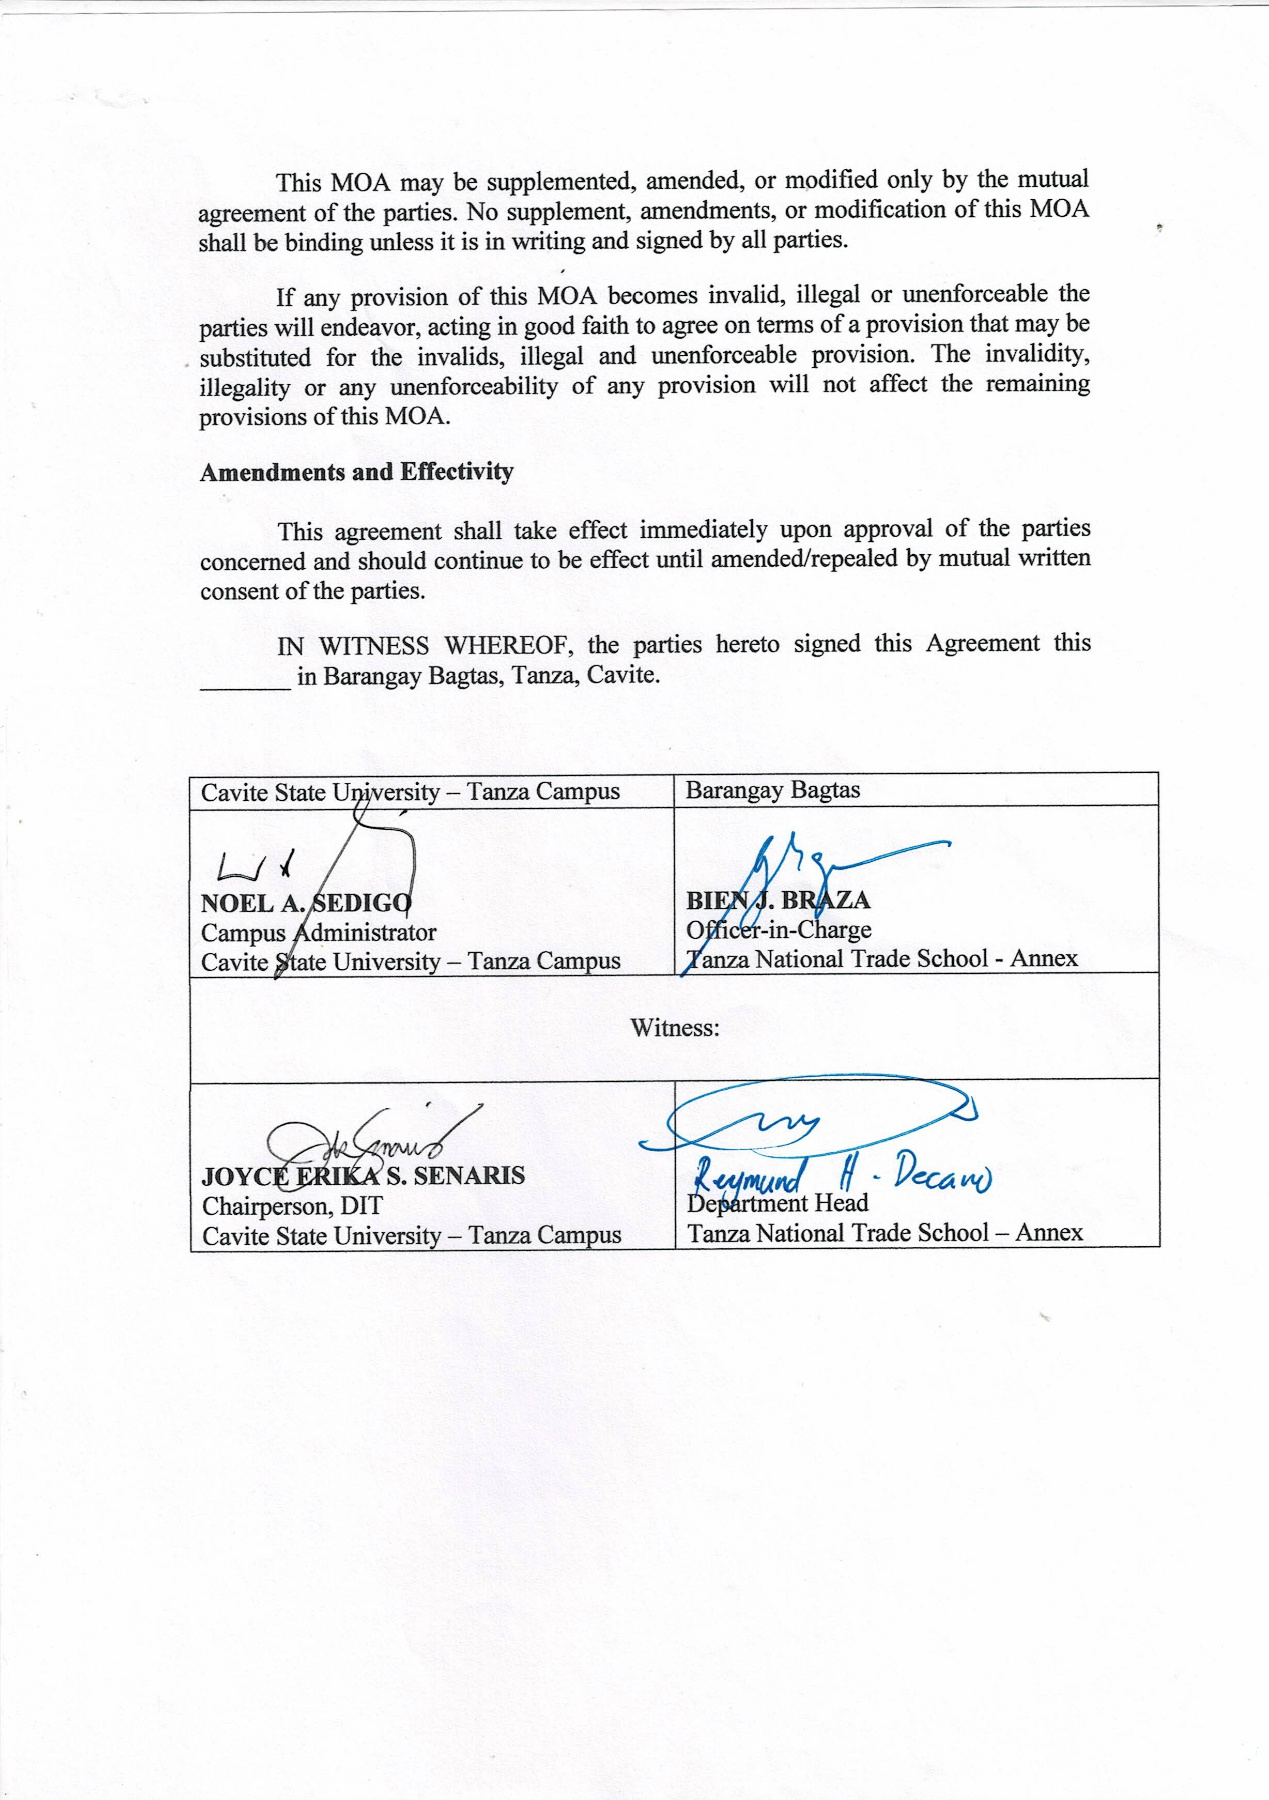 This MOA may be supplemented, amended, or modified only by the mutual
agreement of the parties. No supplement, amendments, or modification of this MOA
shall be binding unless it is in writing and signed by all parties.
If any provision of this MOA becomes invalid, illegal or unenforceable the
parties will endeavor, acting in good faith to agree on terms of a provision that may be
substituted for the invalids, illegal and unenforceable provision. The invalidity,
illegality or any unenforceability of any provision will not affect the remaining
provisions of this MOA.
Amendments and Effectivity
This agreement shall take effect immediately upon approval of the parties
concerned and should continue to be effect until amended/repealed by mutual written
consent of the parties.
IN WITNESS WHEREOF, the parties hereto signed this Agreement this
_______ in Barangay Bagtas, Tanza, Cavite.
Cavite State University – Tanza Campus
Barangay Bagtas
NOEL A. SEDIGO
Campus Administrator
Cavite State University – Tanza Campus
BIEN J. BRAZA
Officer-in-Charge
Tanza National Trade School - Annex
Witness:
JOYCE ERIKA S. SENARIS
Chairperson, DIT
Cavite State University – Tanza Campus
Reymund H. Decano
Department Head
Tanza National Trade School – Annex